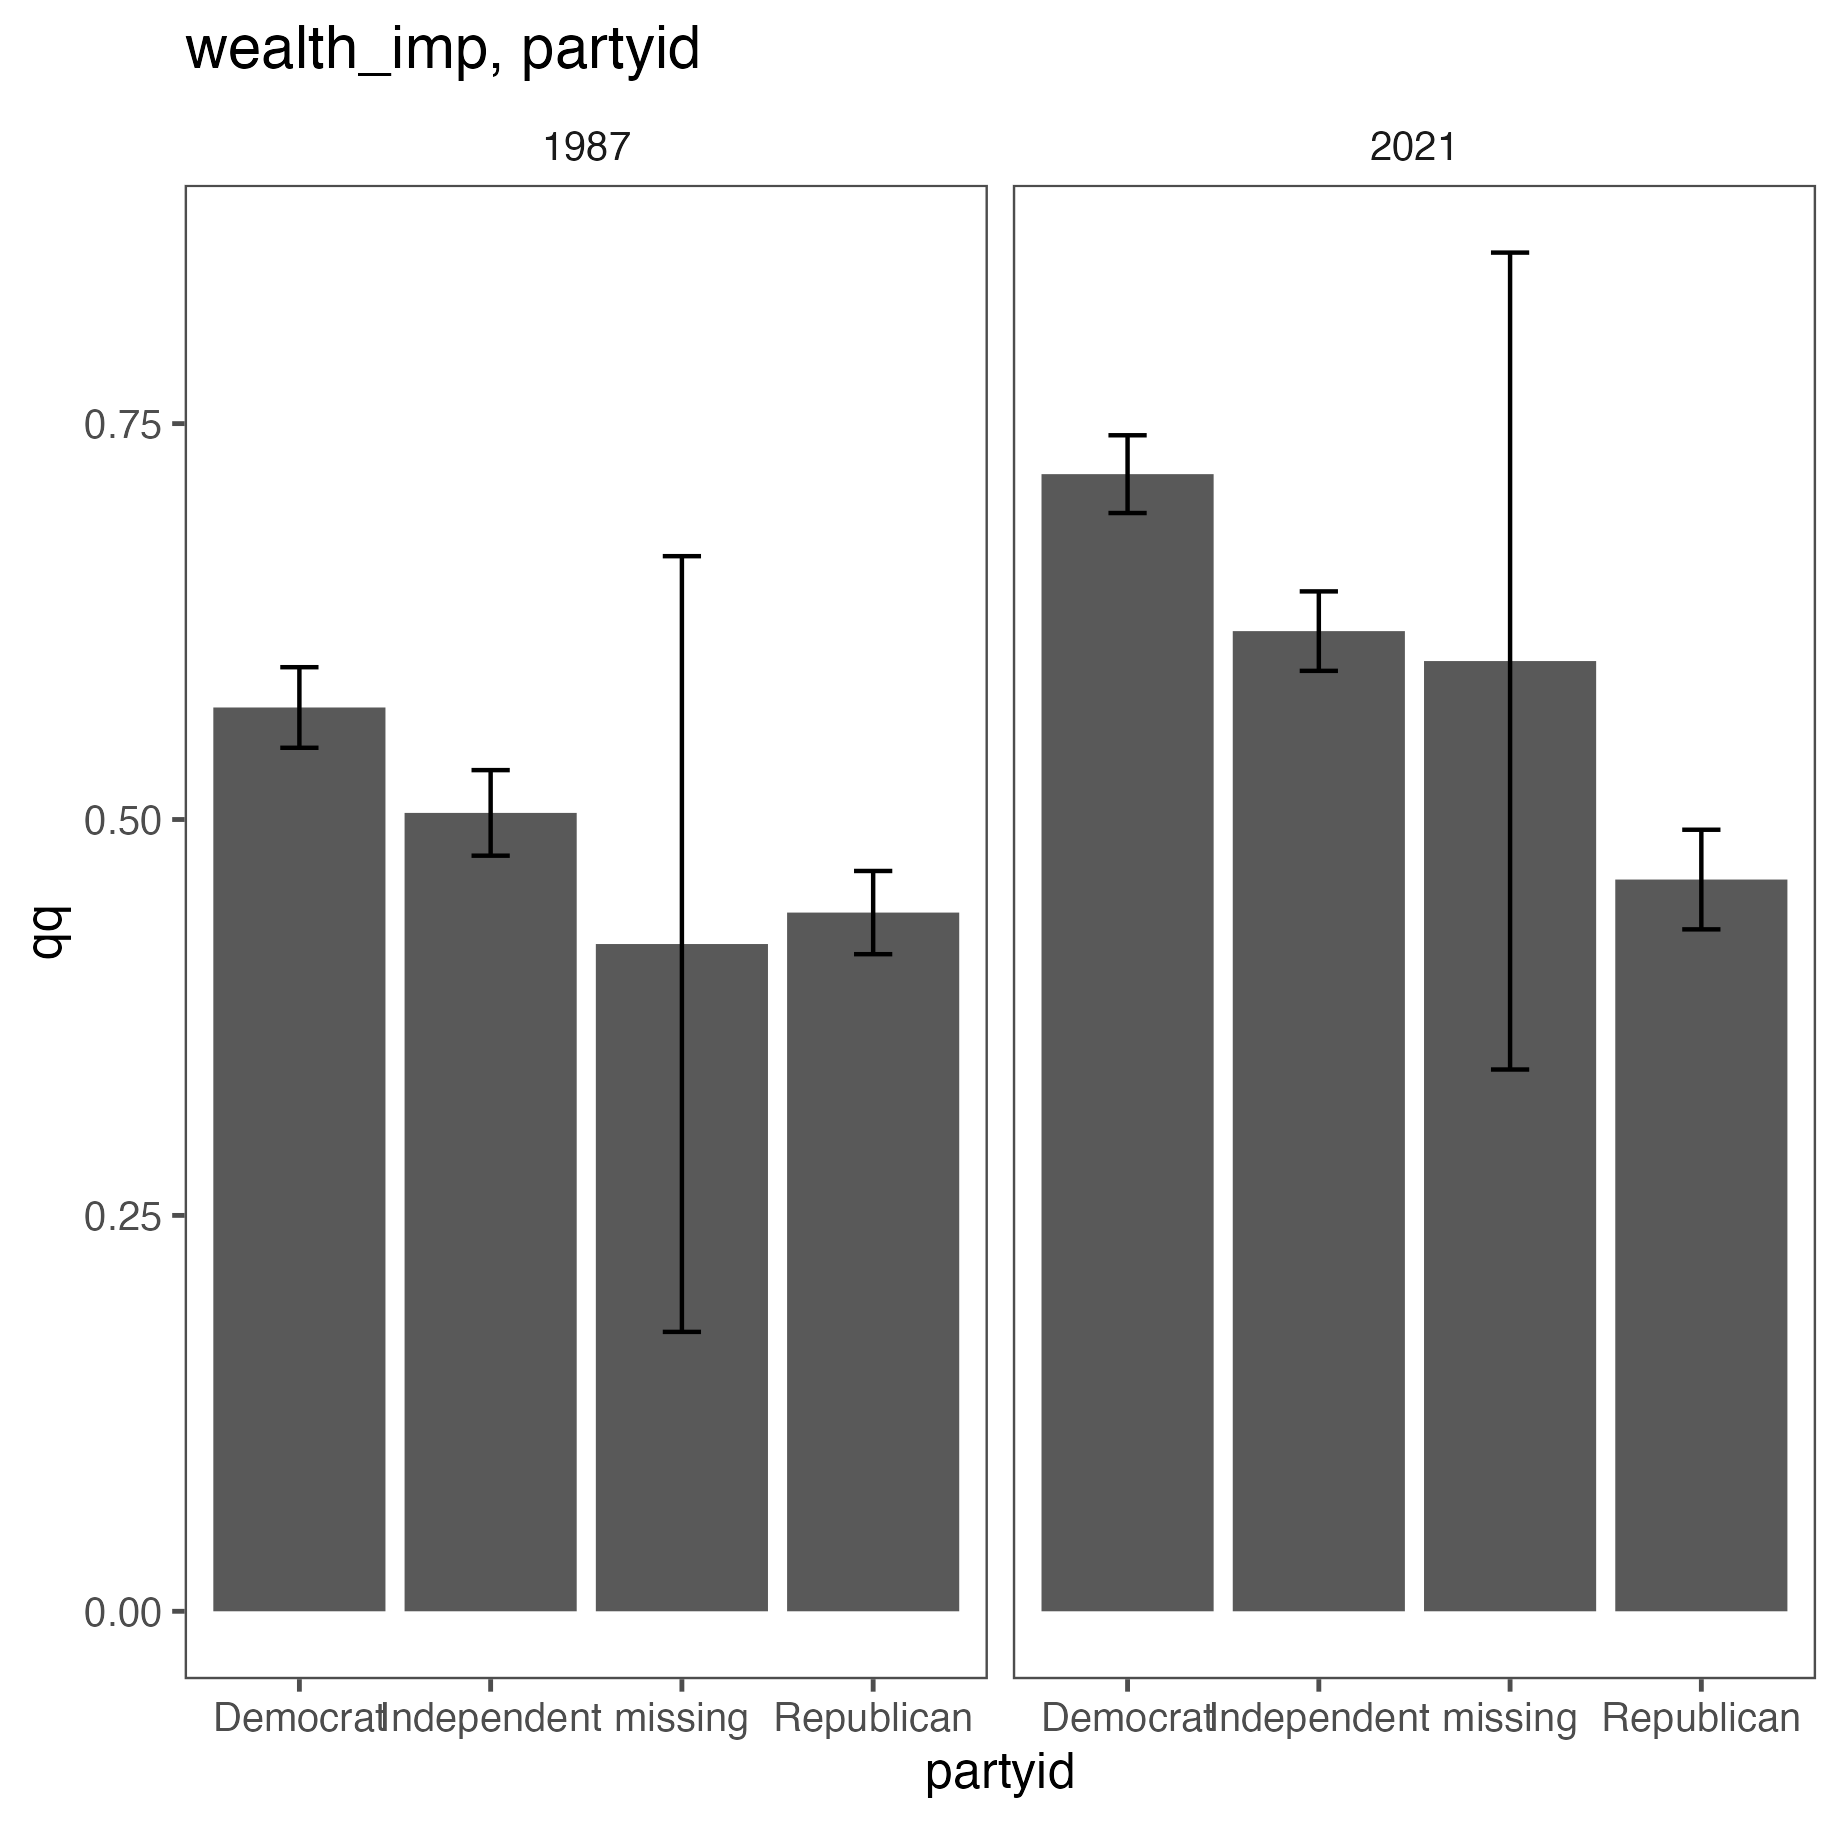 wealth_imp, partyid
1987 2021
0.75
0.50
0.25
0.00
qq
Democrat Independent missing Republican Democrat Independent missing Republican
partyid